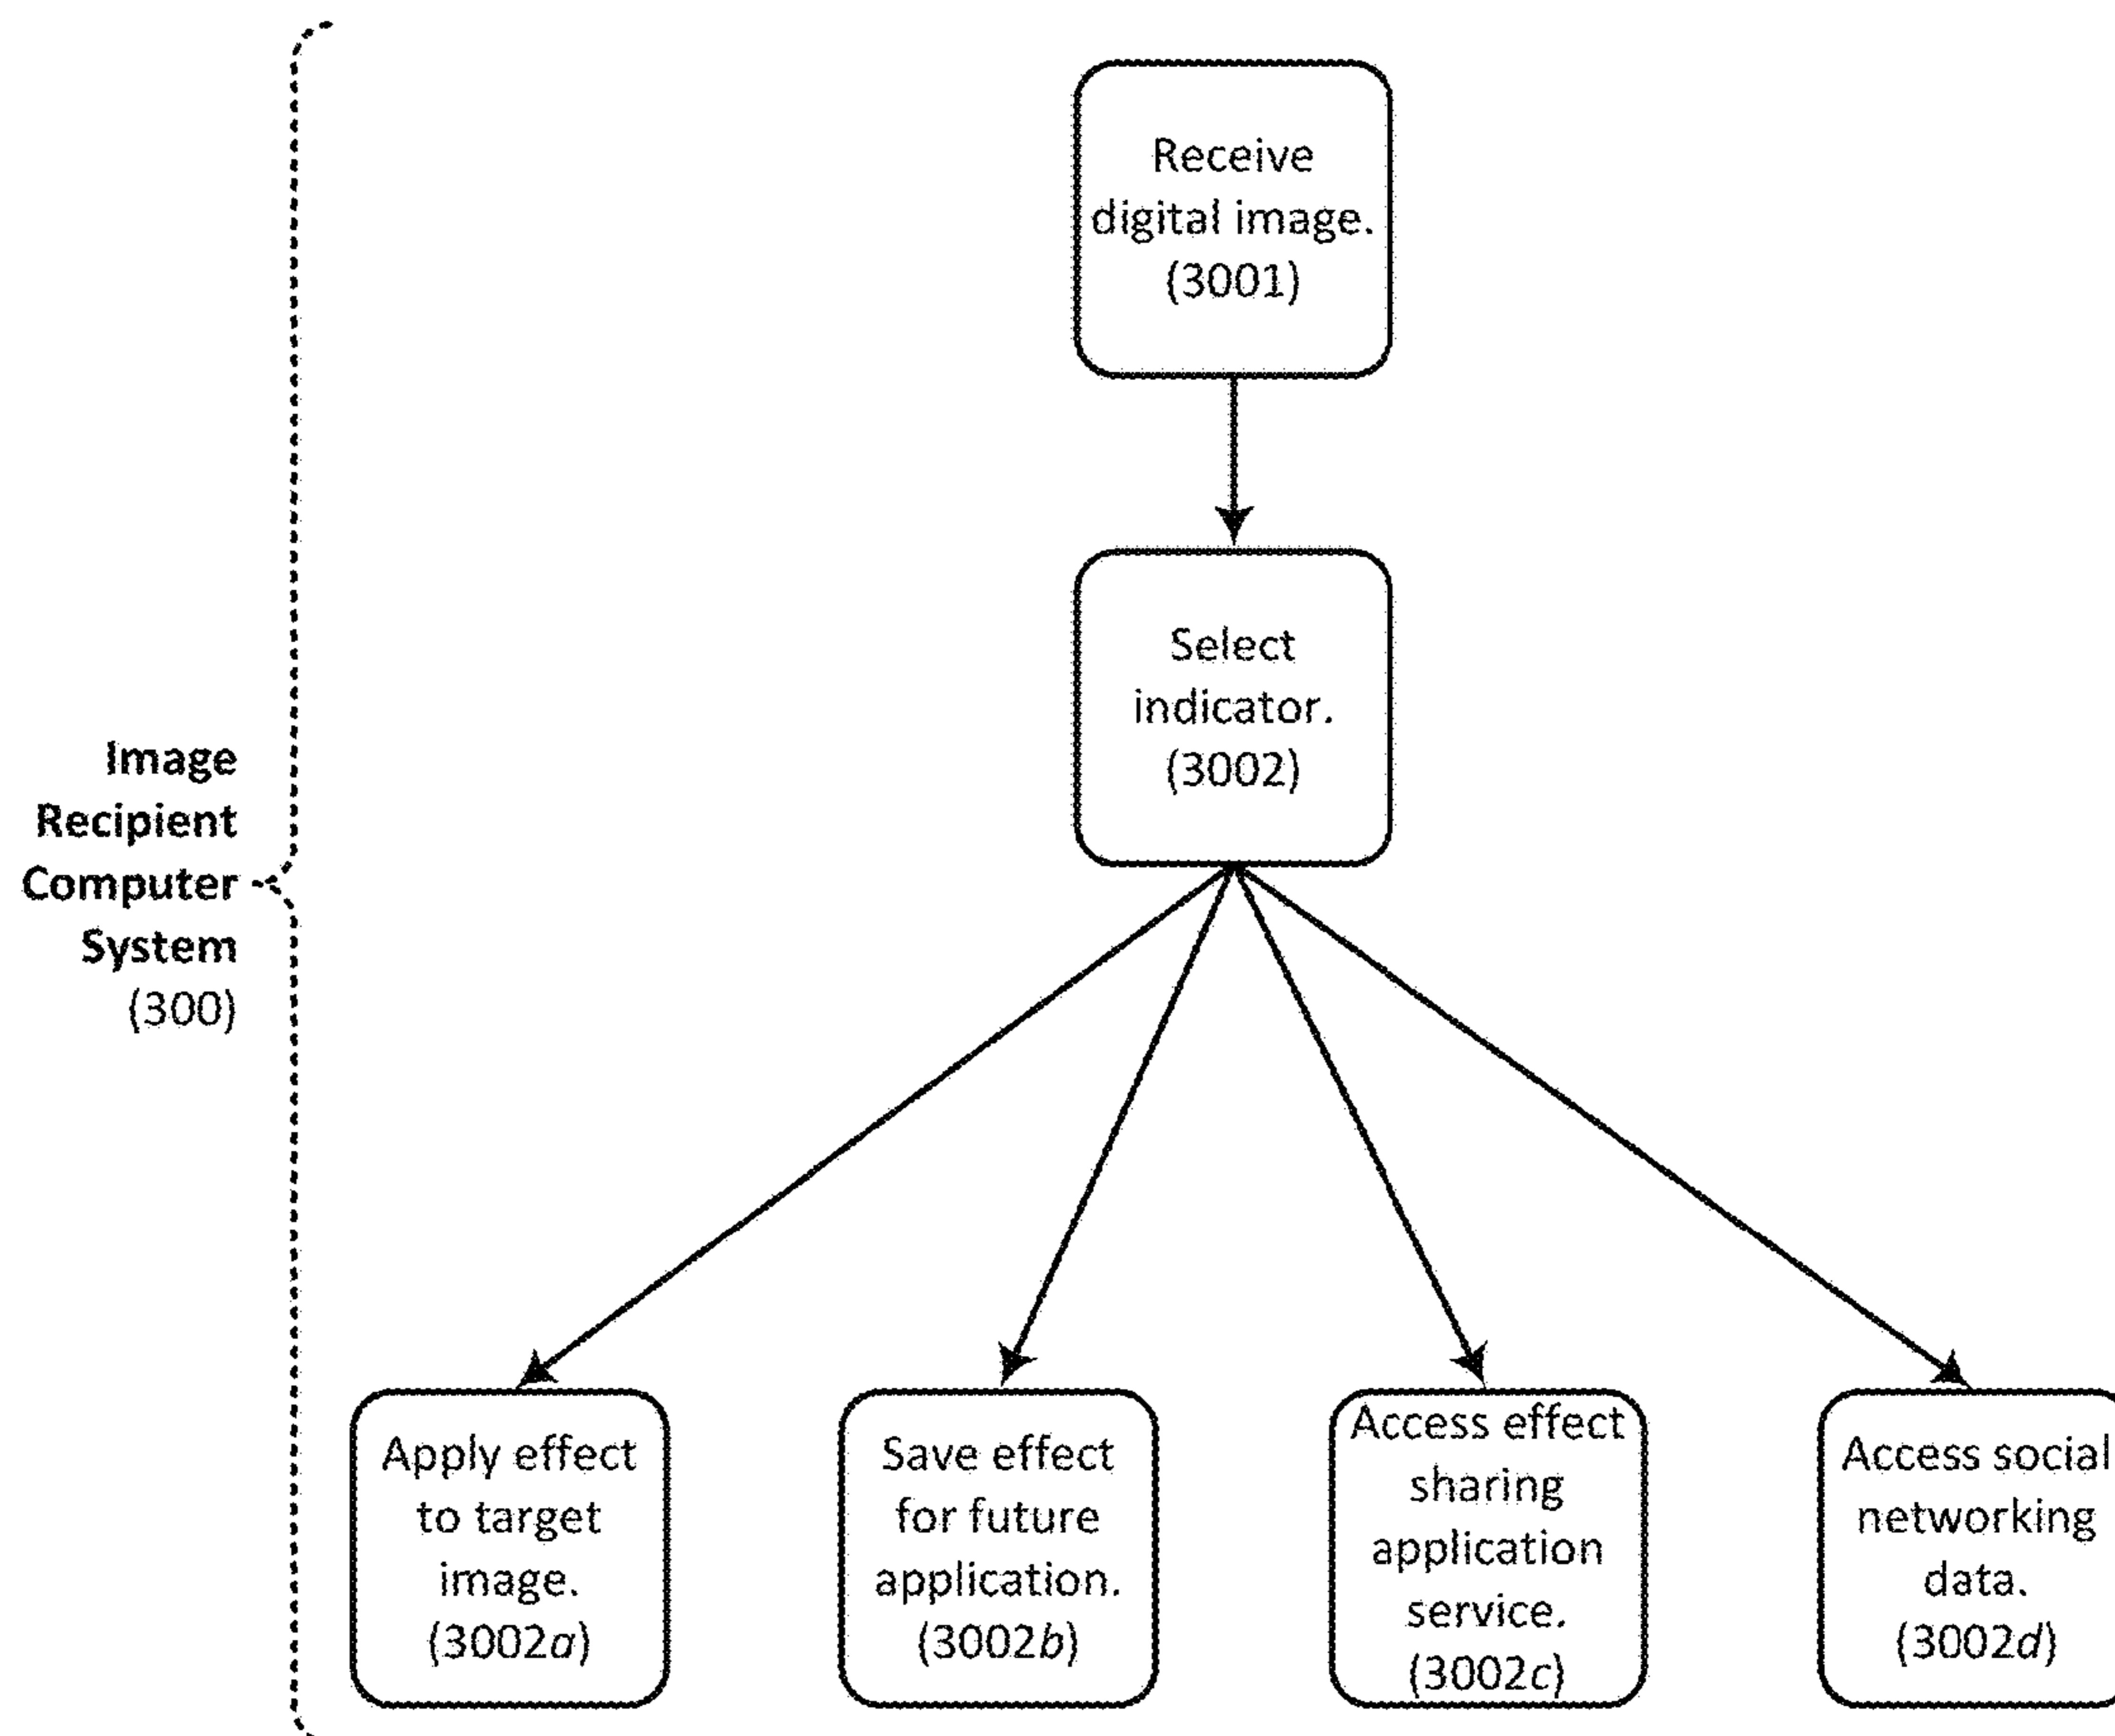 Receive
digital image.
(3001)
Select
indicator.
(3002)
Image
Recipient
Computer
System
(300)
Apply effect
to target
image.
(3002a)
Save effect
for future
application.
(3002b)
Access effect
sharing
application
service.
(3002c)
Access social
networking
data.
(3002d)